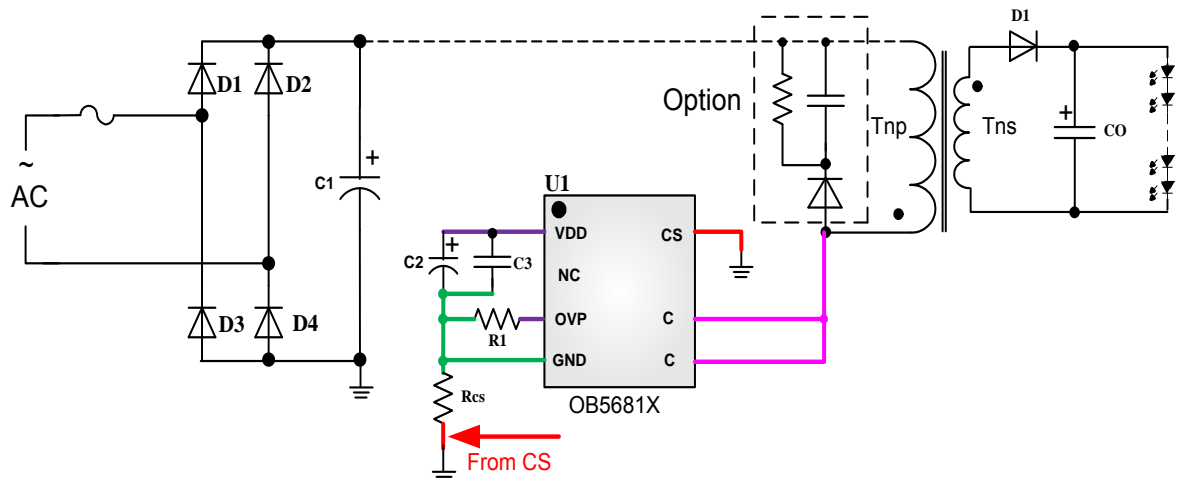 D1
D1
D2
Option
Tnp
Tns
CO
~
AC
C1
U1
VDD
CS
C2
C3
NC
OVP
C
R1
GND
C
D3
D4
Rcs
OB5681X
From CS